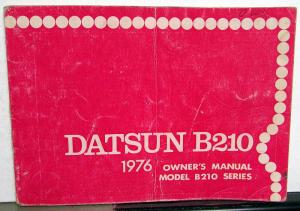 DATSUN B210
1976 OWNER'S MANUAL
MODEL B210 SERIES